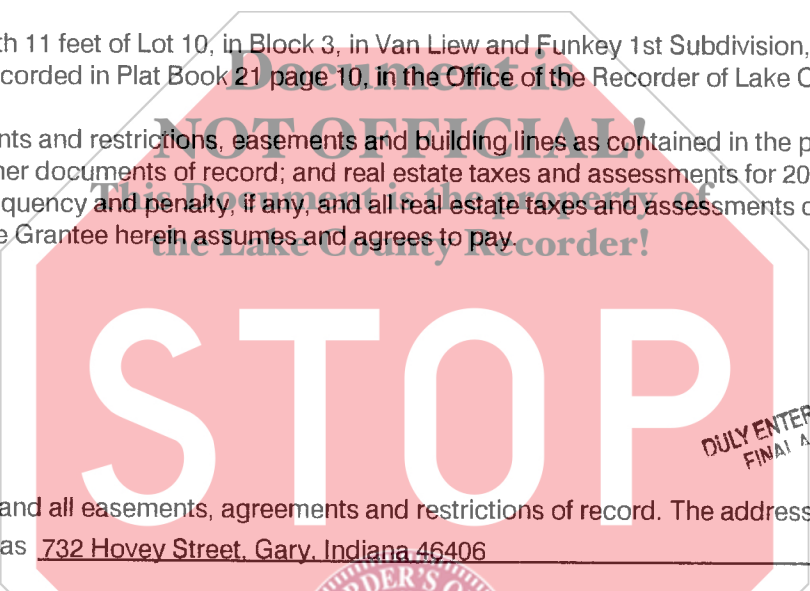 th 11 feet of Lot 10, in Block 3, in Van Liew and Funkey 1st Subdivision,
corded in Plat Book 21 page 10, in the Office of the Recorder of Lake C
Document is
NOT OFFICIAL!
nts and restrictions, easements and building lines as contained in the p
her documents of record; and real estate taxes and assessments for 20
This Document is the property of
quency and penalty, if any, and all real estate taxes and assessments
e Grantee herein assumes and agrees to pay.
the Lake County Recorder!
STOP
DULY ENTER
FINAL A
and all easements, agreements and restrictions of record. The address
as 732 Hovey Street, Gary, Indiana 46406
RDER'S O